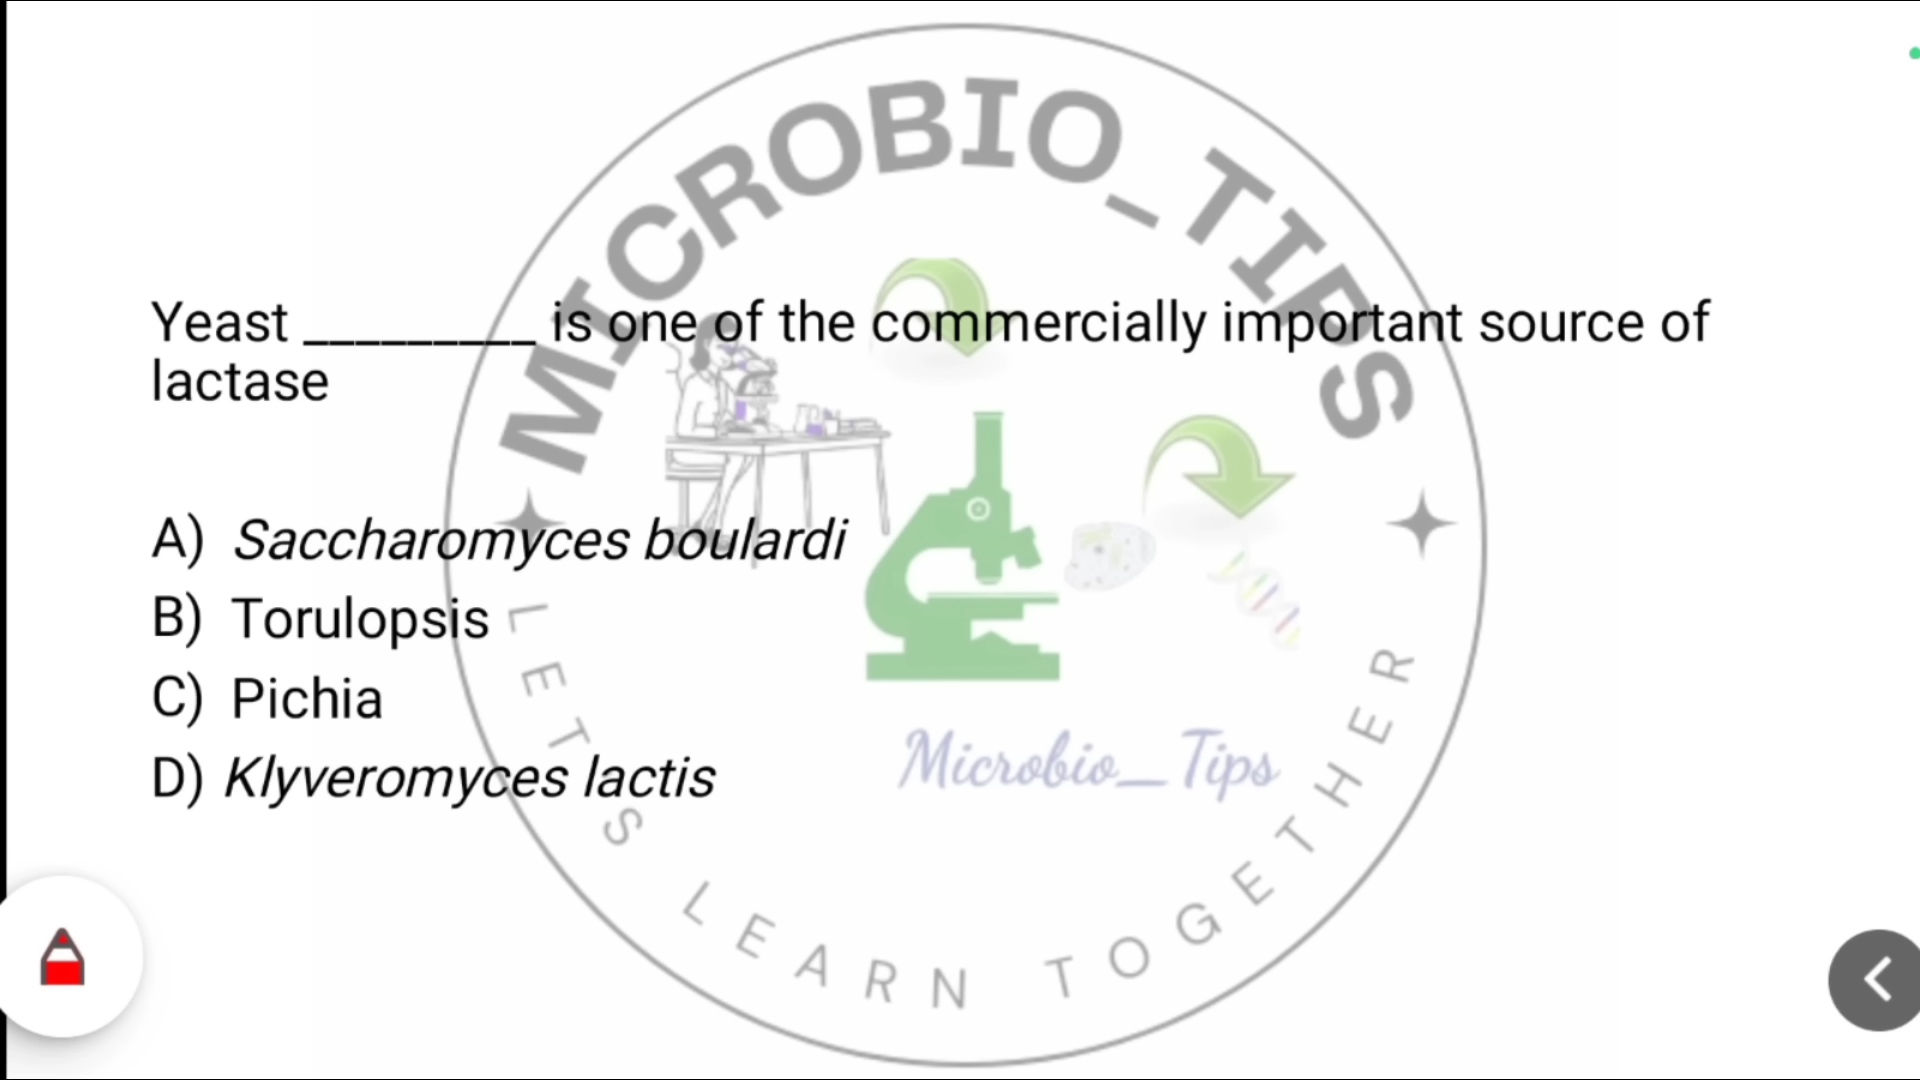 MICROBIO_TIPS
Yeast _________ is one of the commercially important source of
lactase
A) Saccharomyces boulardi
B) Torulopsis
C) Pichia
D) Klyveromyces lactis
Microbio_Tips
LETS LEARN TOGETHER